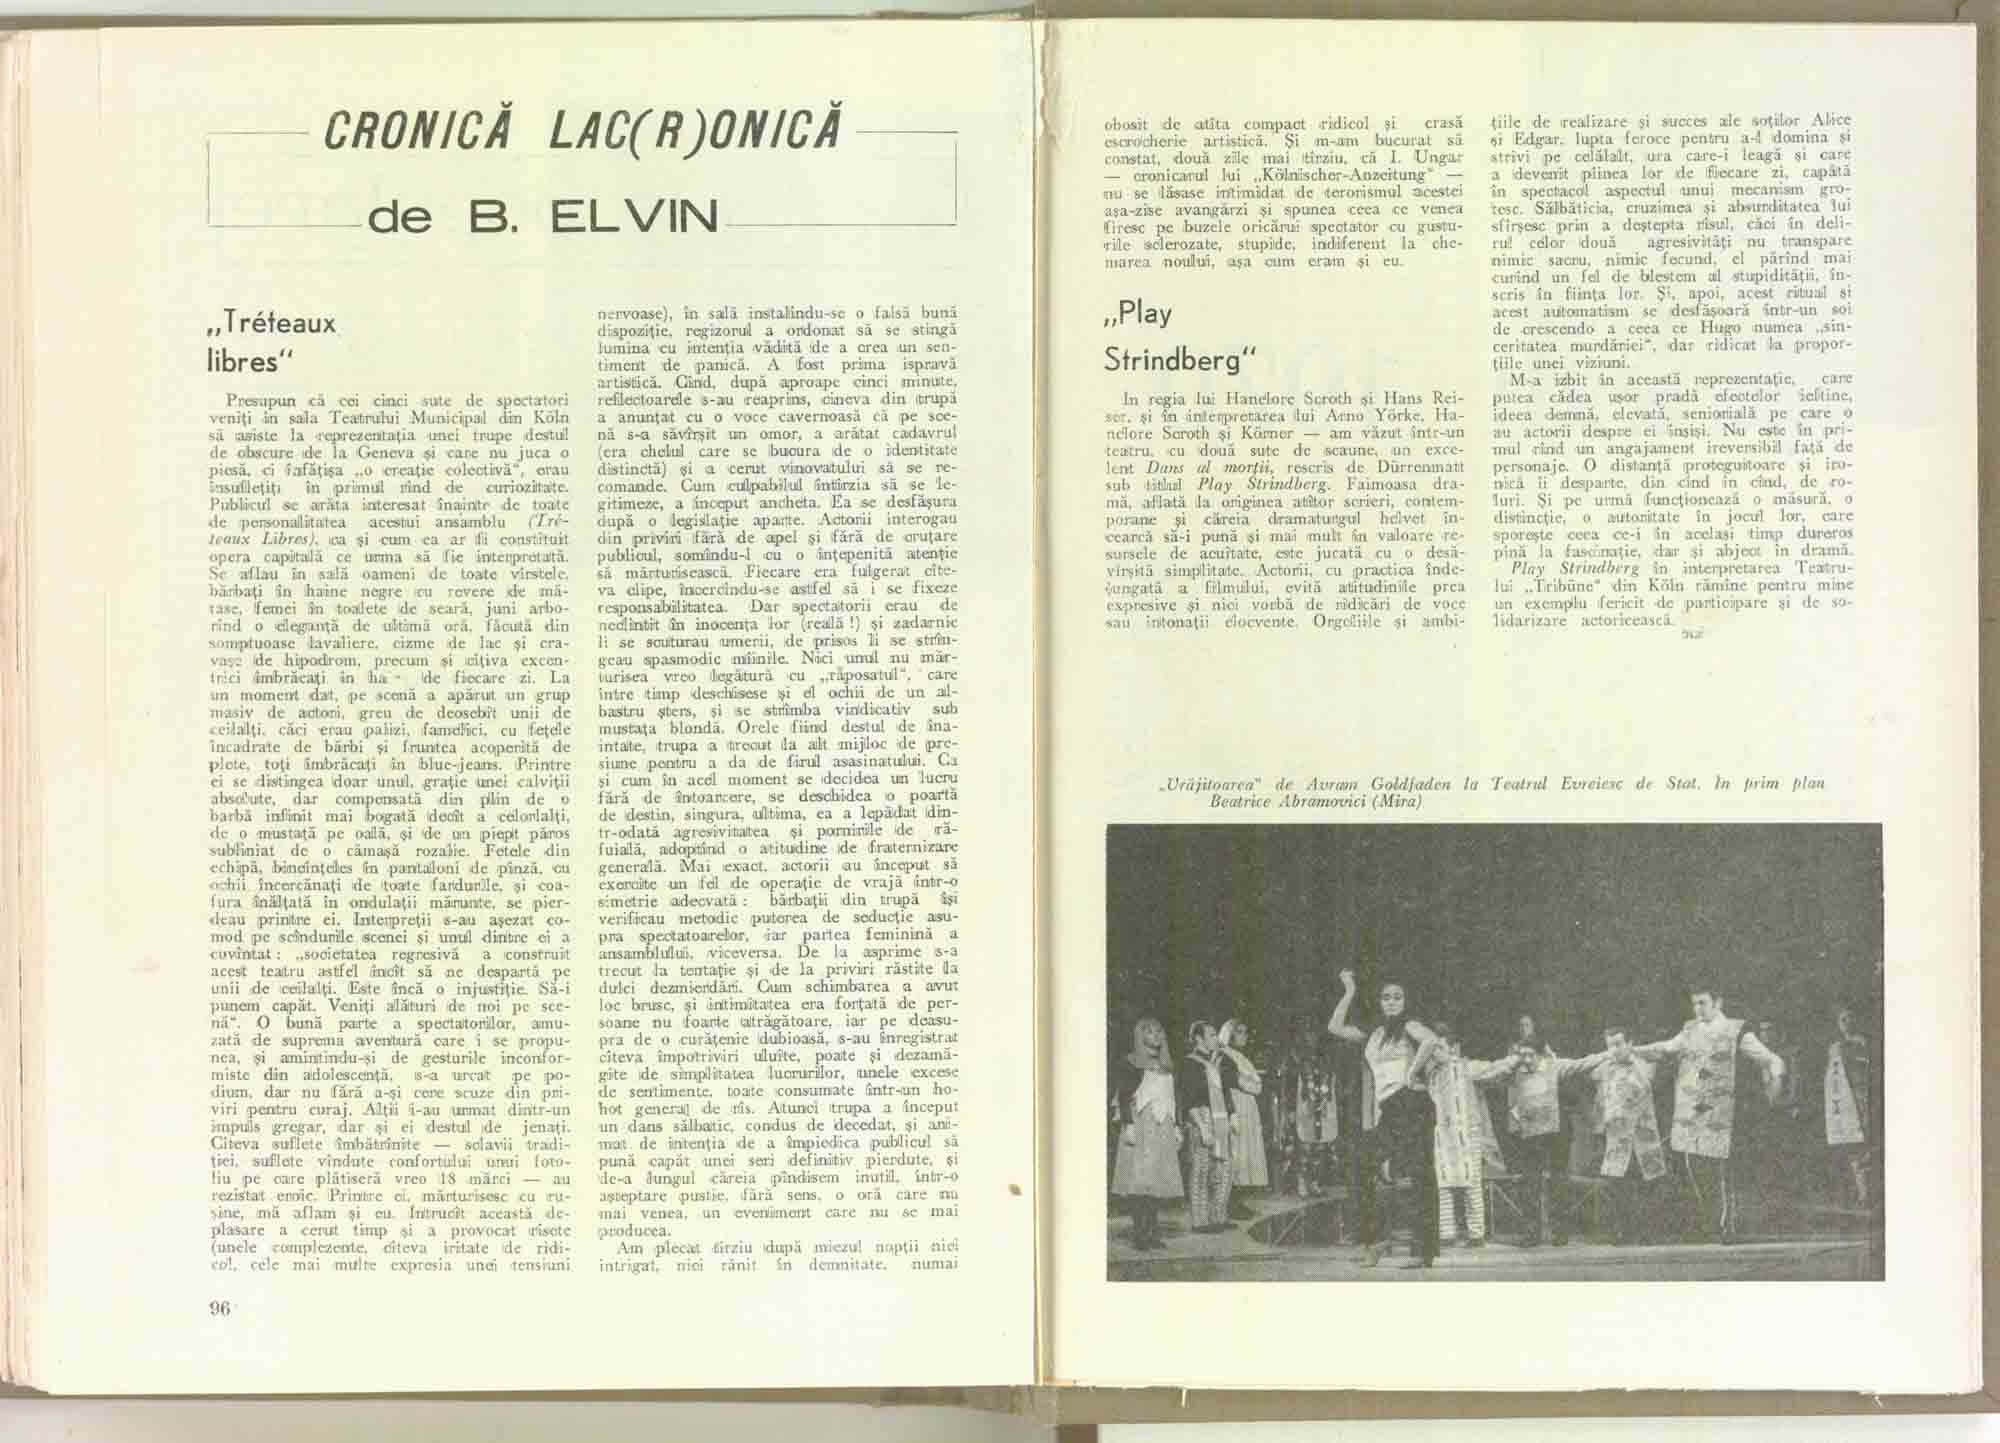 CRONICĂ LAC(R)ONICĂ
de B. ELVIN
„Tréteaux
libres“
Presupun că cei cinci sute de spectatori
veniți în sala Teatrului Municipal din Köln
să asiste la reprezentația unei trupe destul
de obscure de la Geneva și care nu juca o
piesă, ci înfățișa „o creație colectivă“, erau
însuflețiți în primul rînd de curiozitate.
Publicul se arăta interesat înainte de toate
de personalitatea acestui ansamblu (Tré-
teaux Libres), ca și cum ea ar fi constituit
opera capitală ce urma să fie interpretată.
Se aflau în sală oameni de toate vîrstele,
bărbați în haine negre cu revere de mă-
tase, femei în toalete de seară, juni arbo-
rînd o eleganță de ultimă oră, făcută din
somptuoase lavaliere, cizme de lac și cra-
vașe de hipodrom, precum și cîțiva excen-
trici îmbrăcați în ha- de fiecare zi. La
un moment dat, pe scenă a apărut un grup
masiv de actori, greu de deosebit unii de
ceilalți, căci erau palizi, famelici, cu fețele
încadrate de bărbi și fruntea acoperită de
plete, toți îmbrăcați în blue-jeans. Printre
ei se distingea doar unul, grație unei calviții
absolute, dar compensată din plin de o
barbă infinit mai bogată decît a celorlalți,
de o mustață pe oală, și de un piept păros
subliniat de o cămașă rozalie. Fetele din
echipă, bineînțeles în pantaloni de pînză, cu
ochii încercănați de toate fardurile, și coa-
fura înălțată în ondulații mărunte, se pier-
deau printre ei. Interpreții s-au așezat co-
mod pe scîndurile scenei și unul dintre ei a
cuvîntat : „societatea regresivă a construit
acest teatru astfel încît să ne despartă pe
unii de ceilalți. Este încă o injustiție. Să-i
punem capăt. Veniți alături de noi pe sce-
nă“. O bună parte a spectatorilor, amu-
zată de suprema aventură care i se propu-
nea, și amintindu-și de gesturile inconfor-
miste din adolescență, s-a urcat pe po-
dium, dar nu fără a-și cere scuze din pri-
viri pentru curaj. Alții i-au urmat dintr-un
impuls gregar, dar și ei destul de jenați.
Cîteva suflete îmbătrînite — sclavii tradi-
ției, suflete vîndute confortului unui foto-
liu pe care plătiseră vreo 18 mărci — au
rezistat eroic. Printre ei, mărturisesc cu ru-
șine, mă aflam și eu. Întrucît această de-
plasare a cerut timp și a provocat rîsete
(unele complezente, cîteva iritate de ridi-
col, cele mai multe expresia unei tensiuni
96
nervoase), în sală instalîndu-se o falsă bună
dispoziție, regizorul a ordonat să se stingă
lumina cu intenția vădită de a crea un sen-
timent de panică. A fost prima ispravă
artistică. Cînd, după aproape cinci minute,
reflectoarele s-au reaprins, cineva din trupă
a anunțat cu o voce cavernoasă că pe sce-
nă s-a săvîrșit un omor, a arătat cadavrul
(era chelul care se bucura de o identitate
distinctă) și a cerut vinovatului să se re-
comande. Cum culpabilul întîrzia să se le-
gitimeze, a început ancheta. Ea se desfășura
după o legislație aparte. Actorii interogau
din priviri fără de apel și fără de cruțare
publicul, somîndu-l cu o înțepenită atenție
să mărturisească. Fiecare era fulgerat cîte-
va clipe, încercîndu-se astfel să i se fixeze
responsabilitatea. Dar spectatorii erau de
neclintit în inocența lor (reală !) și zadarnic
li se scuturau umerii, de prisos li se strîn-
geau spasmodic mîinile. Nici unul nu măr-
turisea vreo legătură cu „răposatul“, care
între timp deschisese și el ochii de un al-
bastru șters, și se strîmba vindicativ sub
mustața blondă. Orele fiind destul de îna-
intate, trupa a trecut la alt mijloc de pre-
siune pentru a da de firul asasinatului. Ca
și cum în acel moment se decidea un lucru
fără de întoarcere, se deschidea o poartă
de destin, singura, ultima, ea a lepădat din-
tr-odată agresivitatea și pornirile de ră-
fuială, adoptînd o atitudine de fraternizare
generală. Mai exact, actorii au început să
exercite un fel de operație de vrajă într-o
simetrie adecvată : bărbații din trupă își
verificau metodic puterea de seducție asu-
pra spectatoarelor, iar partea feminină a
ansamblului, viceversa. De la asprime s-a
trecut la tentație și de la priviri răstite la
dulci dezmierdări. Cum schimbarea a avut
loc brusc, și intimitatea era forțată de per-
soane nu foarte atrăgătoare, iar pe deasu-
pra de o curățenie dubioasă, s-au înregistrat
cîteva împotriviri uluite, poate și dezamă-
gite de simplitatea lucrurilor, unele excese
de sentimente, toate consumate într-un ho-
hot general de rîs. Atunci trupa a început
un dans sălbatic, condus de decedat, și ani-
mat de intenția de a împiedica publicul să
pună capăt unei seri definitiv pierdute, și
de-a lungul căreia pîndisem inutil, într-o
așteptare pustie, fără sens, o oră care nu
mai venea, un eveniment care nu se mai
producea.
Am plecat tîrziu după miezul nopții nici
intrigat, nici rănit în demnitate, numai
obosit de atîta compact ridicol și crasă
escrocherie artistică. Și m-am bucurat să
constat, două zile mai tîrziu, că I. Ungar
— cronicarul lui „Kölnischer-Anzeitung“ —
nu se lăsase intimidat de terorismul acestei
așa-zise avangărzi și spunea ceea ce venea
firesc pe buzele oricărui spectator cu gustu-
rile sclerozate, stupide, indiferent la che-
marea noului, așa cum eram și eu.
„Play
Strindberg“
In regia lui Hanelore Scroth și Hans Rei-
ser, și în interpretarea lui Arno Yörke, Ha-
nelore Scroth și Körner — am văzut într-un
teatru, cu două sute de scaune, un exce-
lent Dans al morții, rescris de Dürrenmatt
sub titlul Play Strindberg. Faimoasa dra-
mă, aflată la originea atîtor scrieri, contem-
porane și căreia dramaturgul helvet în-
cearcă să-i pună și mai mult în valoare re-
sursele de acuitate, este jucată cu o desă-
vîrșită simplitate. Actorii, cu practica înde-
lungată a filmului, evită atitudinile prea
expresive și nici vorbă de ridicări de voce
sau intonații elocvente. Orgoliile și ambi-
țiile de realizare și succes ale soților Alice
și Edgar, lupta feroce pentru a-l domina și
strivi pe celălalt, ura care-i leagă și care
a devenit pîinea lor de fiecare zi, capătă
în spectacol aspectul unui mecanism gro-
tesc. Sălbăticia, cruzimea și absurditatea lui
sfîrșesc prin a deștepta rîsul, căci în deli-
rul celor două agresivități nu transpare
nimic sacru, nimic fecund, el părînd mai
curînd un fel de blestem al stupidității, în-
scris în ființa lor. Și, apoi, acest ritual și
acest automatism se desfășoară într-un soi
de crescendo a ceea ce Hugo numea „sin-
ceritatea murdăriei“, dar ridicat la propor-
țiile unei viziuni.
M-a izbit în această reprezentație, care
putea cădea ușor pradă efectelor ieftine,
ideea demnă, elevată, seniorială pe care o
au actorii despre ei înșiși. Nu este în pri-
mul rînd un angajament ireversibil față de
personaje. O distanță proteguitoare și iro-
nică îi desparte, din cînd în cînd, de ro-
luri. Și pe urmă funcționează o măsură, o
distincție, o autoritate în jocul lor, care
sporește ceea ce-i în același timp dureros
pînă la fascinație, dar și abject în dramă.
Play Strindberg în interpretarea Teatru-
lui „Tribüne“ din Köln rămîne pentru mine
un exemplu fericit de participare și de so-
lidarizare actoricească.
„Vrăjitoarea“ de Avram Goldfaden la Teatrul Evreiesc de Stat. In prim plan
Beatrice Abramovici (Mira)